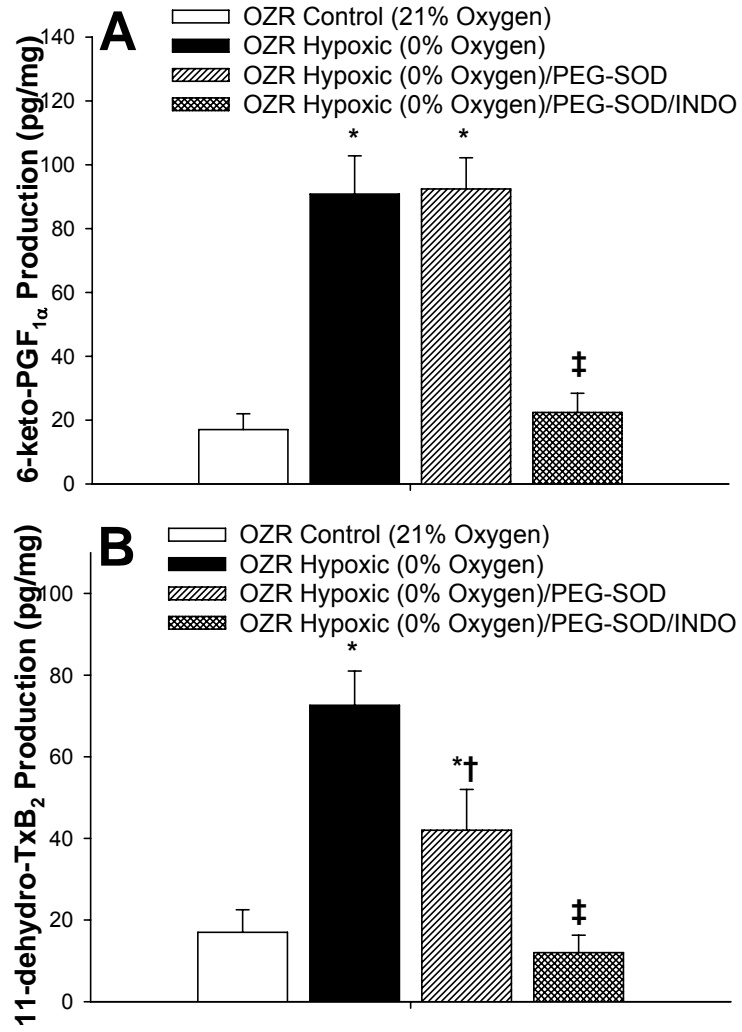 A
OZR Control (21% Oxygen)
OZR Hypoxic (0% Oxygen)
OZR Hypoxic (0% Oxygen)/PEG-SOD
OZR Hypoxic (0% Oxygen)/PEG-SOD/INDO
6-keto-PGF1α Production (pg/mg)
140
120
100
80
60
40
20
0
*
*
‡
B
OZR Control (21% Oxygen)
OZR Hypoxic (0% Oxygen)
OZR Hypoxic (0% Oxygen)/PEG-SOD
OZR Hypoxic (0% Oxygen)/PEG-SOD/INDO
11-dehydro-TxB2 Production (pg/mg)
100
80
60
40
20
0
*
*†
‡